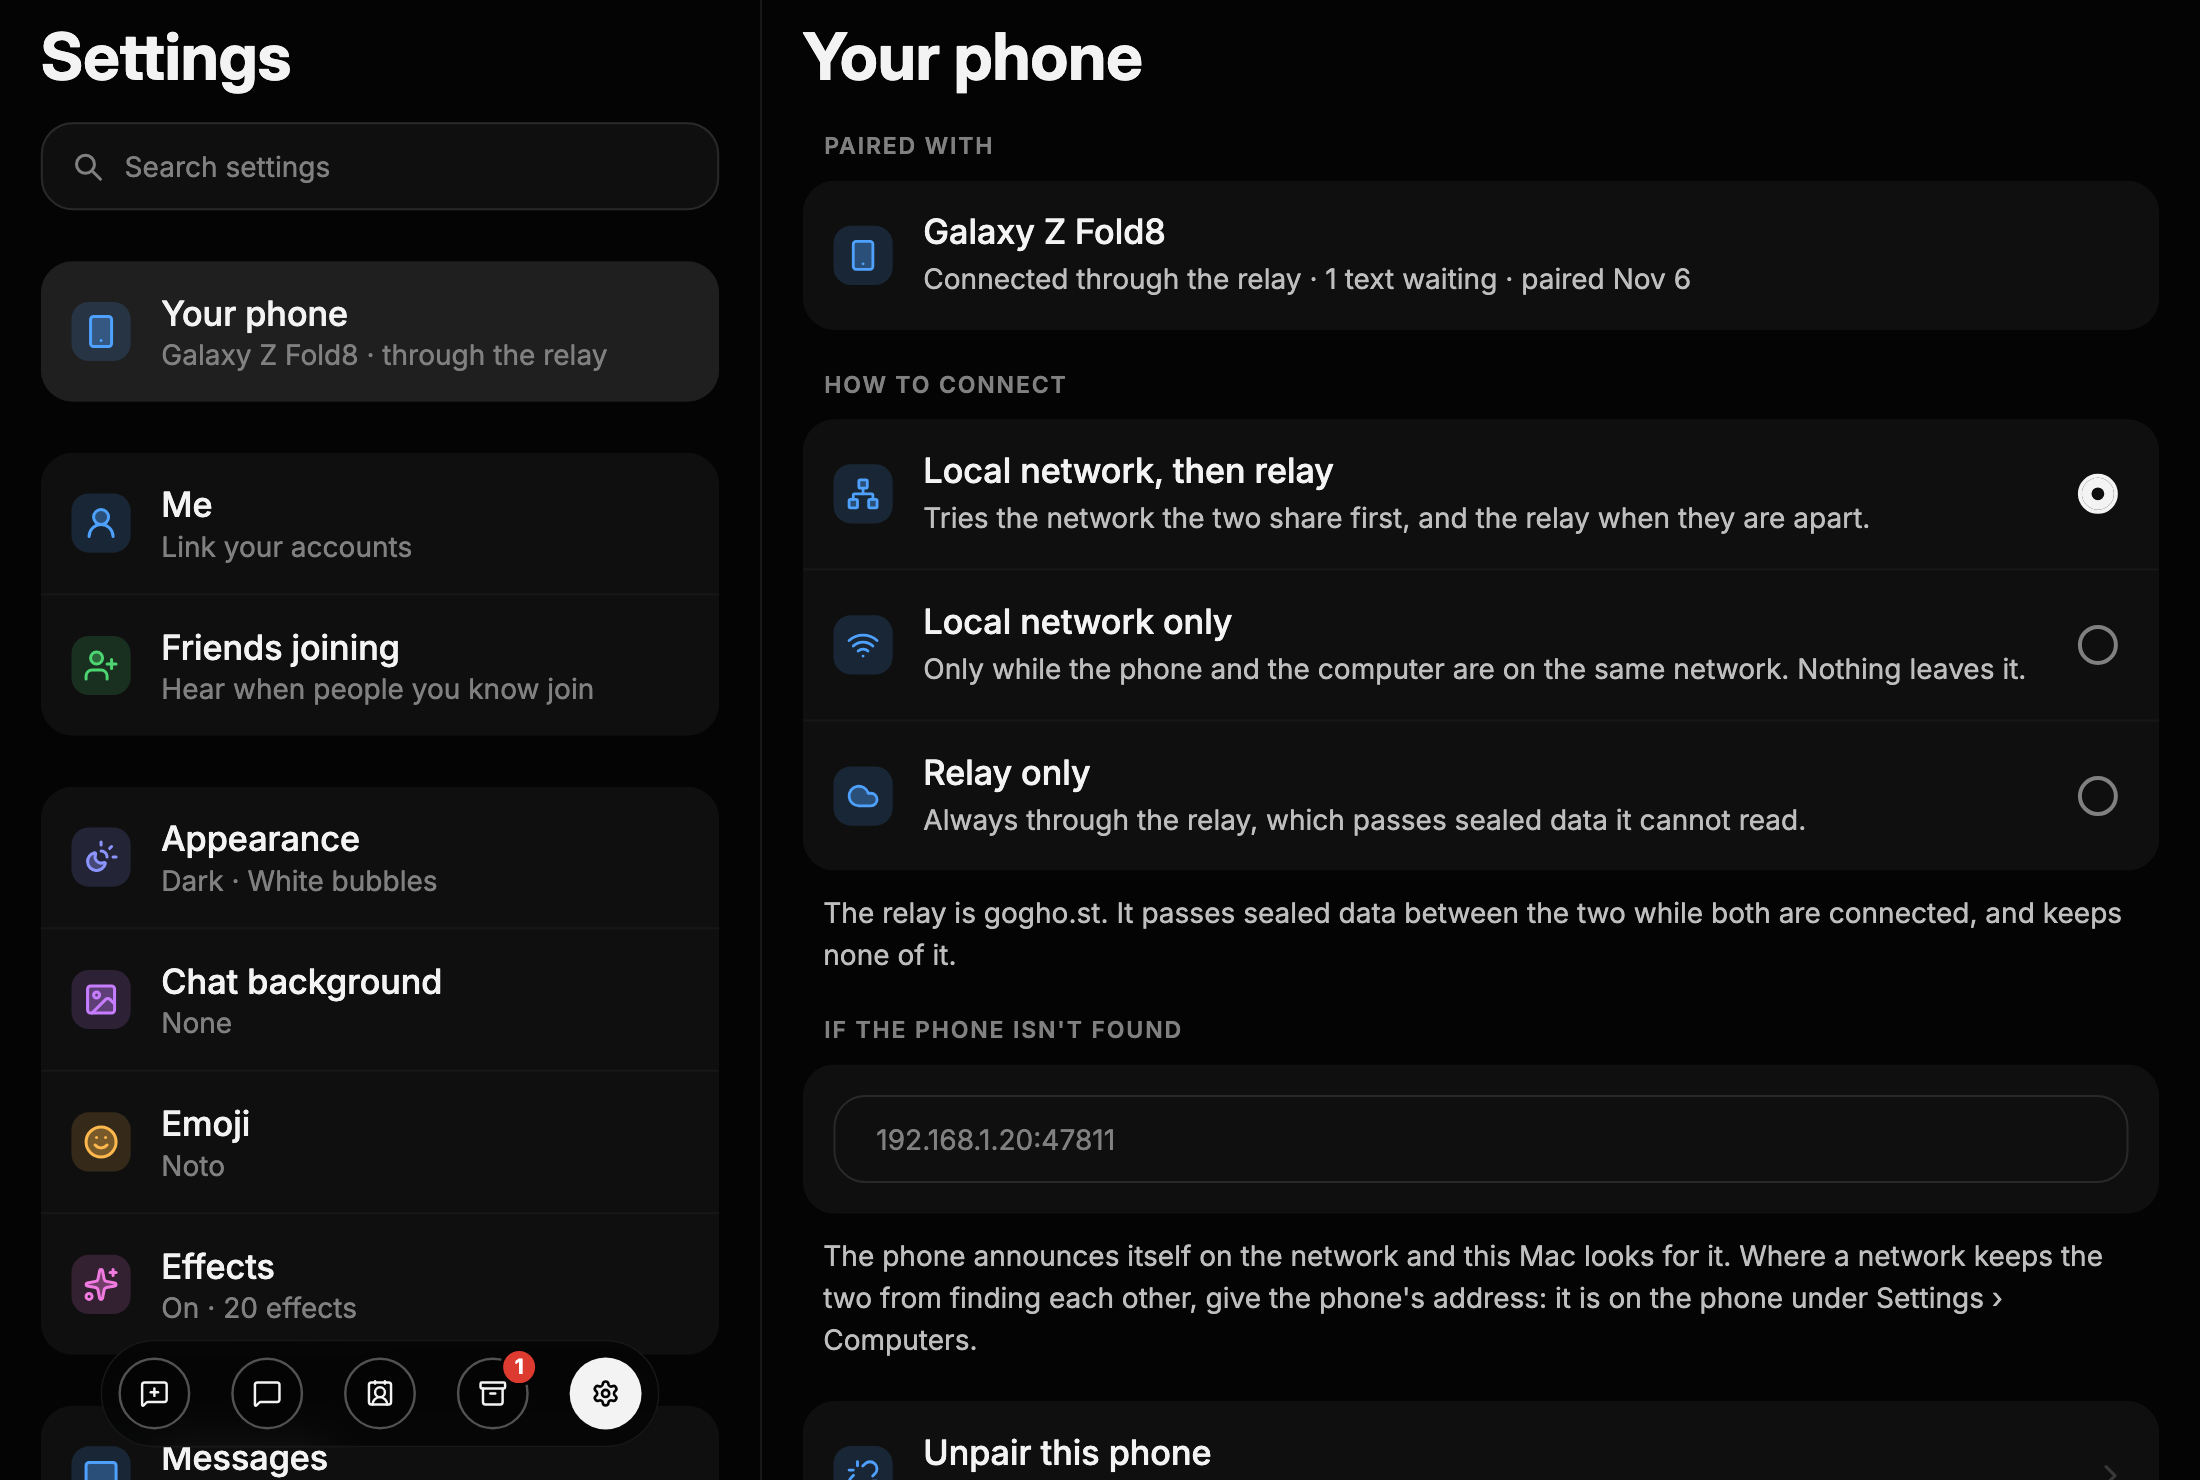 Settings
Search settings
Your phone
Galaxy Z Fold8 · through the relay
Me
Link your accounts
Friends joining
Hear when people you know join
Appearance
Dark · White bubbles
Chat background
None
Emoji
Noto
Effects
On · 20 effects
1
Messages
Your phone
PAIRED WITH
Galaxy Z Fold8
Connected through the relay · 1 text waiting · paired Nov 6
HOW TO CONNECT
Local network, then relay
Tries the network the two share first, and the relay when they are apart.
Local network only
Only while the phone and the computer are on the same network. Nothing leaves it.
Relay only
Always through the relay, which passes sealed data it cannot read.
The relay is gogho.st. It passes sealed data between the two while both are connected, and keeps
none of it.
IF THE PHONE ISN'T FOUND
192.168.1.20:47811
The phone announces itself on the network and this Mac looks for it. Where a network keeps the
two from finding each other, give the phone's address: it is on the phone under Settings ›
Computers.
Unpair this phone